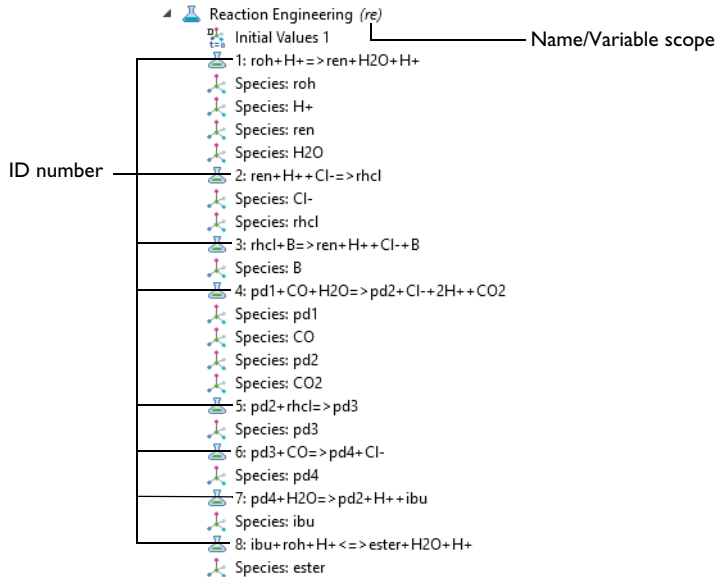 Reaction Engineering (re)
Name/Variable scope
Initial Values 1
1: roh+H+=>ren+H2O+H+
Species: roh
Species: H+
Species: ren
Species: H2O
ID number
2: ren+H++Cl-=>rhcl
Species: Cl-
Species: rhcl
3: rhcl+B=>ren+H++Cl-+B
Species: B
4: pd1+CO+H2O=>pd2+Cl-+2H++CO2
Species: pd1
Species: CO
Species: pd2
Species: CO2
5: pd2+rhcl=>pd3
Species: pd3
6: pd3+CO=>pd4+Cl-
Species: pd4
7: pd4+H2O=>pd2+H++ibu
Species: ibu
8: ibu+roh+H+<=>ester+H2O+H+
Species: ester